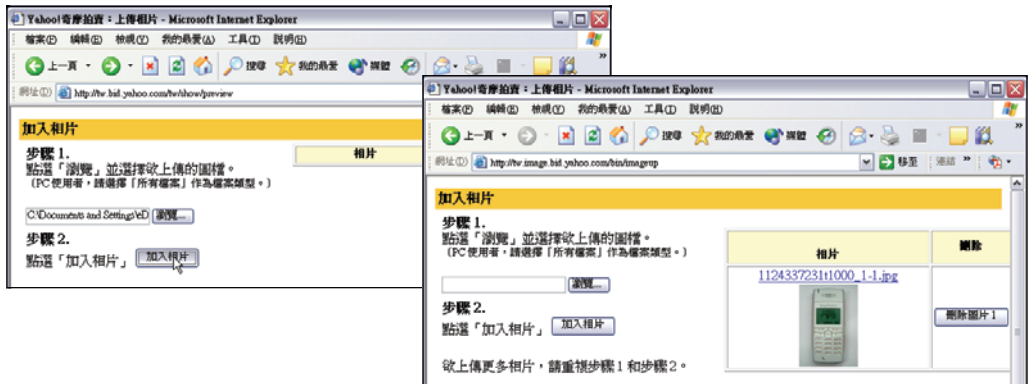 Yahoo!奇摩拍賣：上傳相片 - Microsoft Internet Explorer
檔案(F) 編輯(E) 檢視(V) 我的最愛(A) 工具(T) 說明(H)
上一頁 搜尋 我的最愛 媒體
網址(D) http://tw.bid.yahoo.com/tw/show/preview
加入相片
步驟 1.
點選「瀏覽」並選擇欲上傳的圖檔。
（PC 使用者，請選擇「所有檔案」作為檔案類型。）
相片
C:\Documents and Settings\eD 瀏覽...
步驟 2.
點選「加入相片」 加入相片
Yahoo!奇摩拍賣：上傳相片 - Microsoft Internet Explorer
檔案(F) 編輯(E) 檢視(V) 我的最愛(A) 工具(T) 說明(H)
上一頁 搜尋 我的最愛 媒體
網址(D) http://tw.image.bid.yahoo.com/bin/imageup 移至 連結
加入相片
步驟 1.
點選「瀏覽」並選擇欲上傳的圖檔。
（PC 使用者，請選擇「所有檔案」作為檔案類型。）
瀏覽...
步驟 2.
點選「加入相片」 加入相片
欲上傳更多相片，請重複步驟 1 和步驟 2。
相片 刪除
1124337231t1000_1-1.jpg
刪除圖片 1